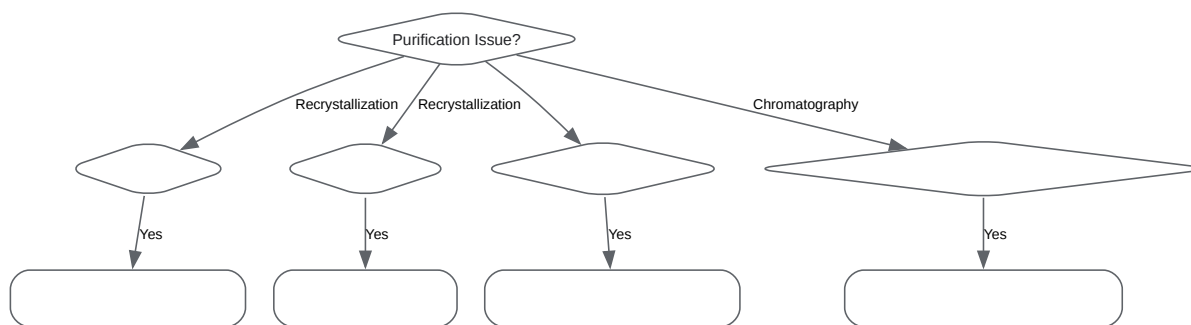 Purification Issue?
Recrystallization
Recrystallization
Chromatography
Yes
Yes
Yes
Yes